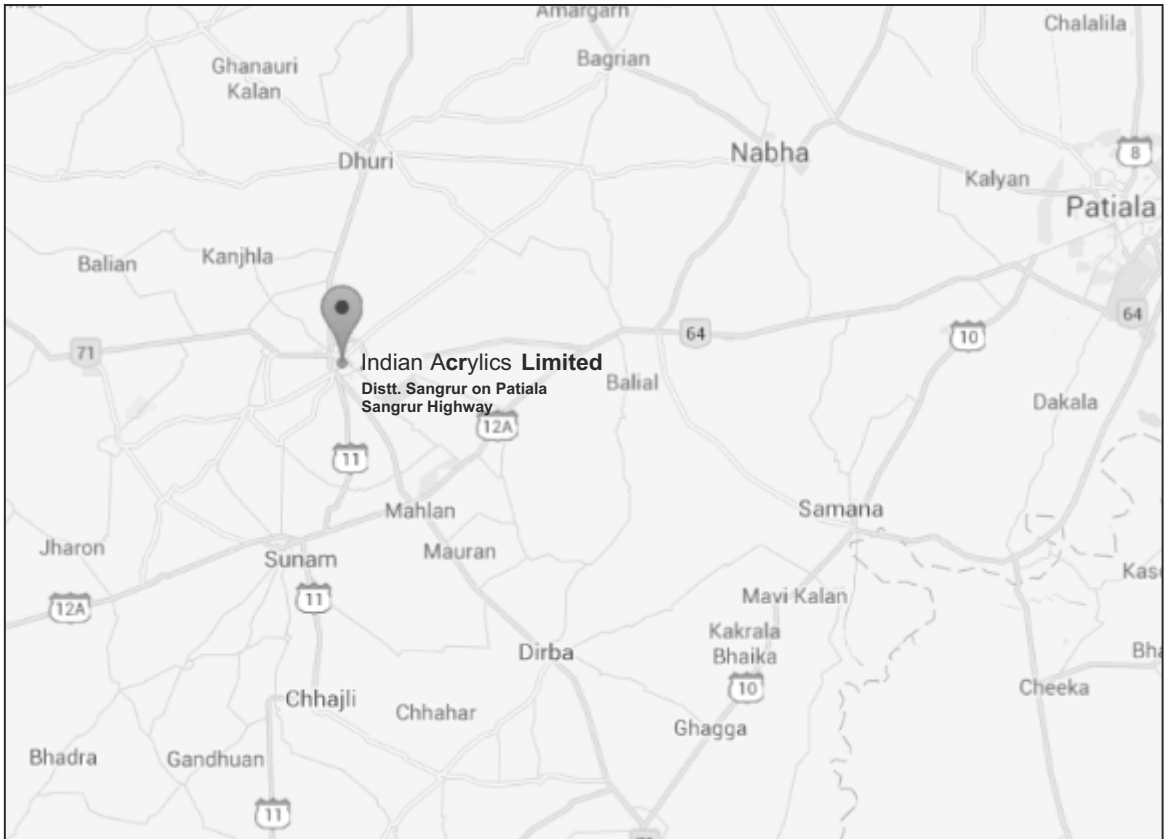 Amargarh
Chalalila
Bagrian
Ghanauri
Kalan
Nabha
8
Dhuri
Kalyan
Patiala
Kanjhla
Balian
64
64
10
71
Indian Acrylics Limited
Distt. Sangrur on Patiala
Sangrur Highway
Balial
Dakala
12A
11
Mahlan
Samana
Jharon
Mauran
Sunam
Kas
12A
11
Mavi Kalan
Kakrala
Bhaika
Dirba
Bha
10
Cheeka
Chhajli
Chhahar
Ghagga
Bhadra
Gandhuan
11